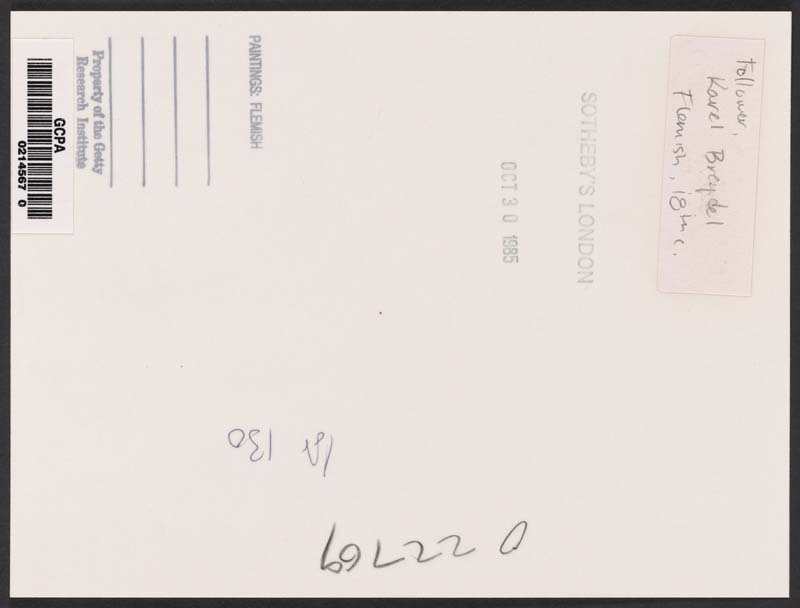 Follower,
Karel Breydel
Flemish, 18th c.
SOTHEBY'S LONDON
OCT 30 1985
PAINTINGS: FLEMISH
Property of the Getty
Research Institute
GCPA
0214567 0
130
0 22769